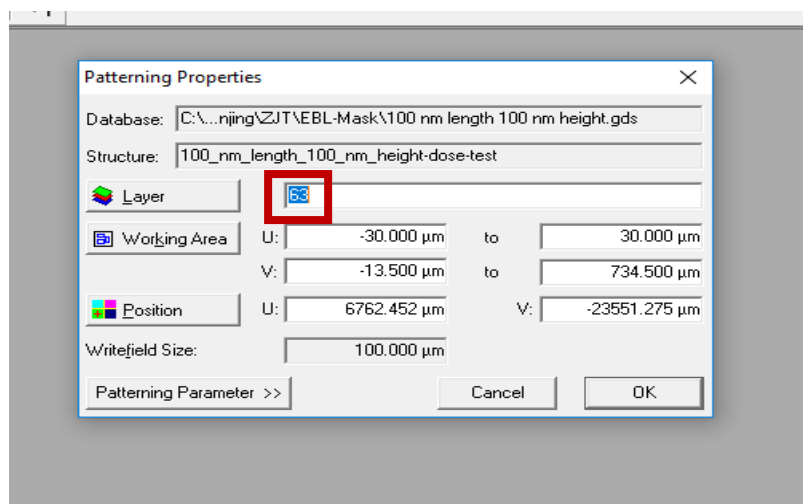 Patterning Properties
Database: C:\...njing\ZJT\EBL-Mask\100 nm length 100 nm height.gds
Structure: 100_nm_length_100_nm_height-dose-test
Layer 63
Working Area U: -30.000 µm to 30.000 µm
V: -13.500 µm to 734.500 µm
Position U: 6762.452 µm V: -23551.275 µm
Writefield Size: 100.000 µm
Patterning Parameter >> Cancel OK